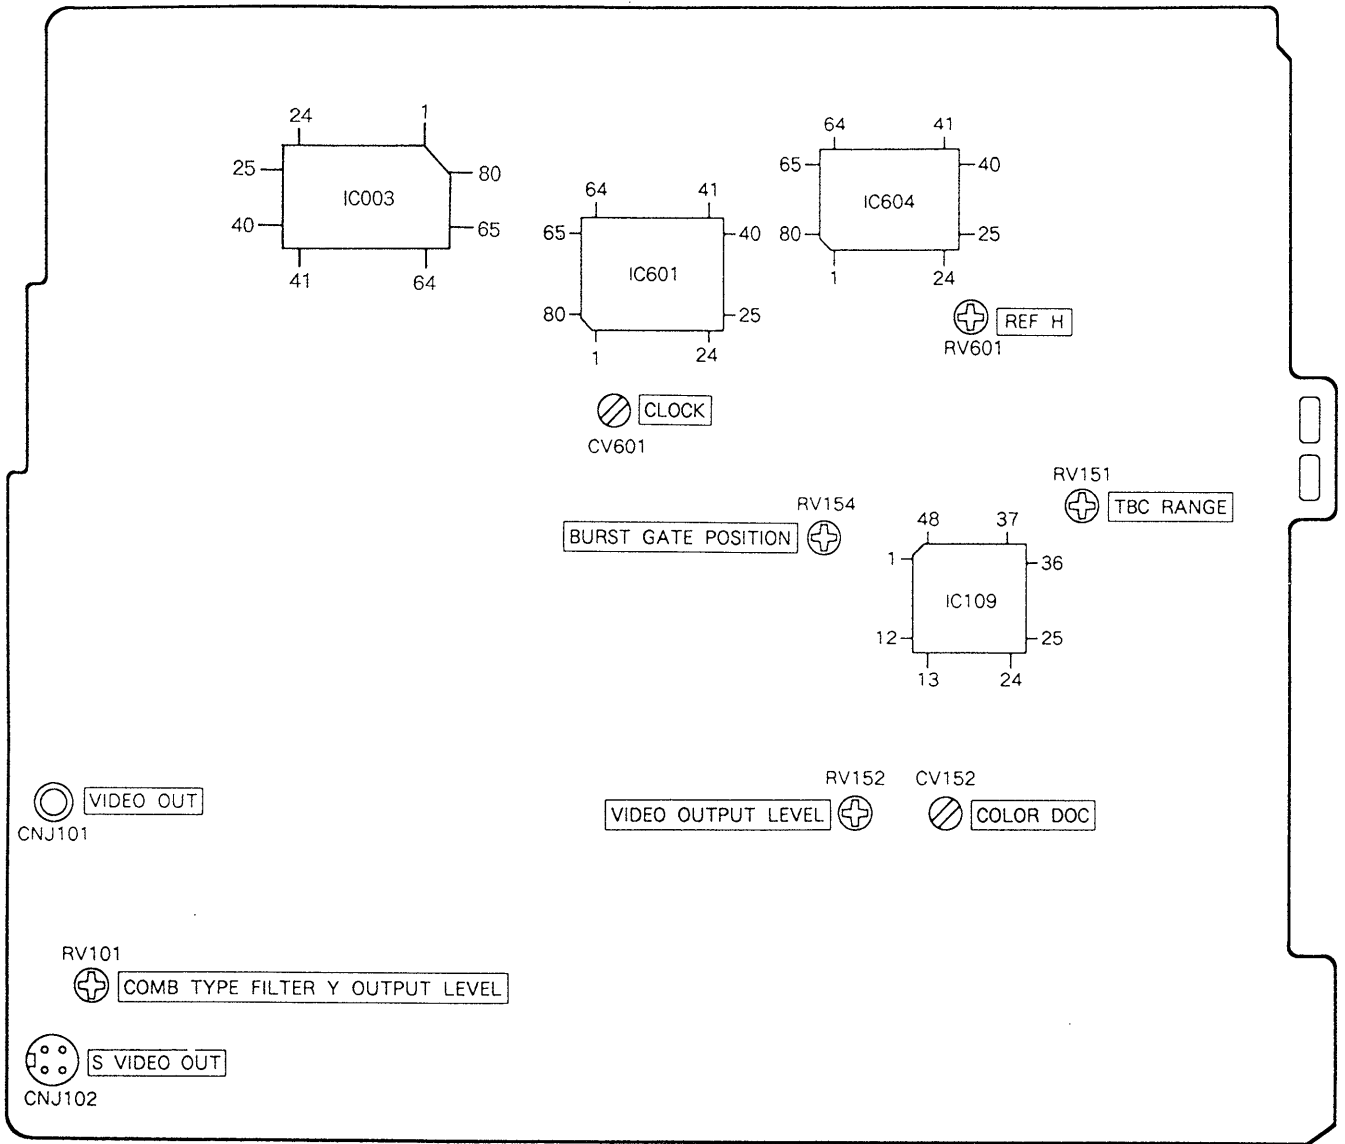 24 1
25 80
IC003
40 65
41 64
64 41
65 40
IC601
80 25
1 24
64 41
65 40
IC604
80 25
1 24
REF H
RV601
CLOCK
CV601
RV151
TBC RANGE
RV154
BURST GATE POSITION
48 37
1 36
IC109
12 25
13 24
VIDEO OUT
CNJ101
RV152 CV152
VIDEO OUTPUT LEVEL COLOR DOC
RV101
COMB TYPE FILTER Y OUTPUT LEVEL
S VIDEO OUT
CNJ102